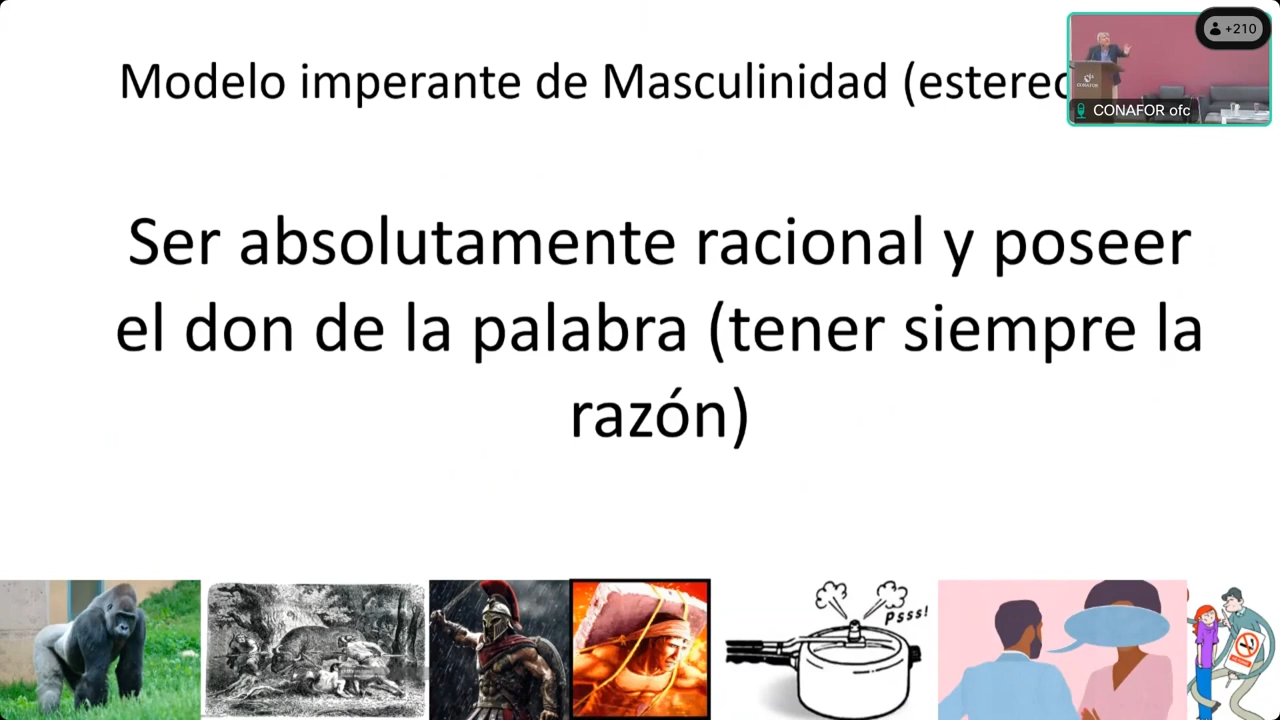 Modelo imperante de Masculinidad (estereo
+210
CONAFOR ofc
CONAFOR
Ser absolutamente racional y poseer
el don de la palabra (tener siempre la
razón)
Psss!